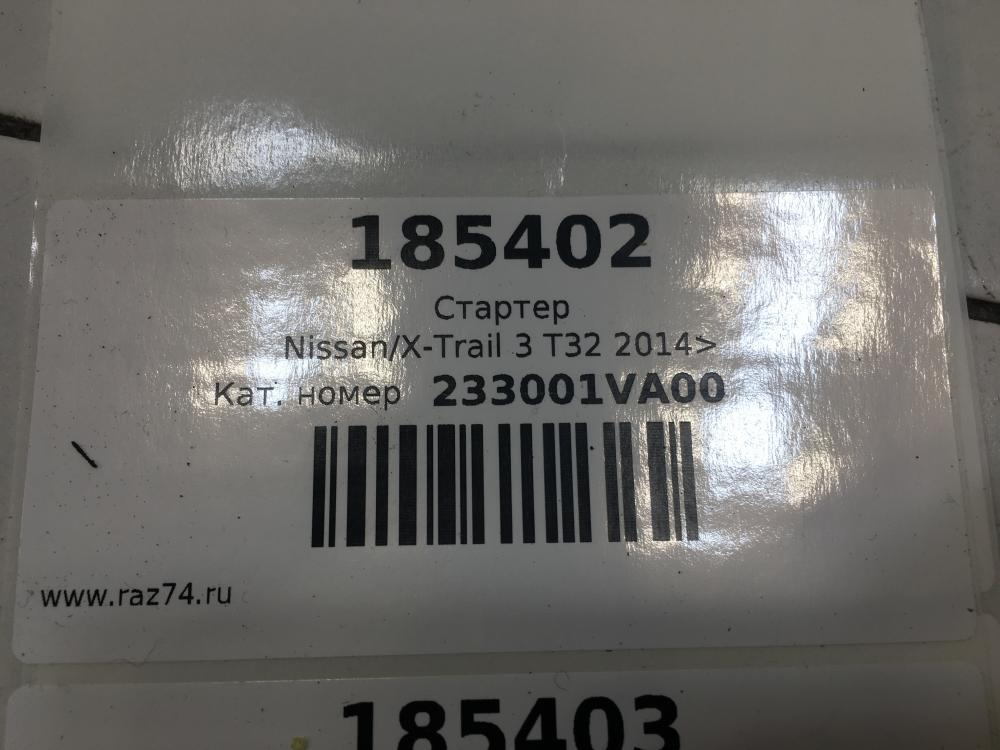 185402
Стартер
Nissan/X-Trail 3 T32 2014>
Кат. номер 233001VA00
www.raz74.ru
185403